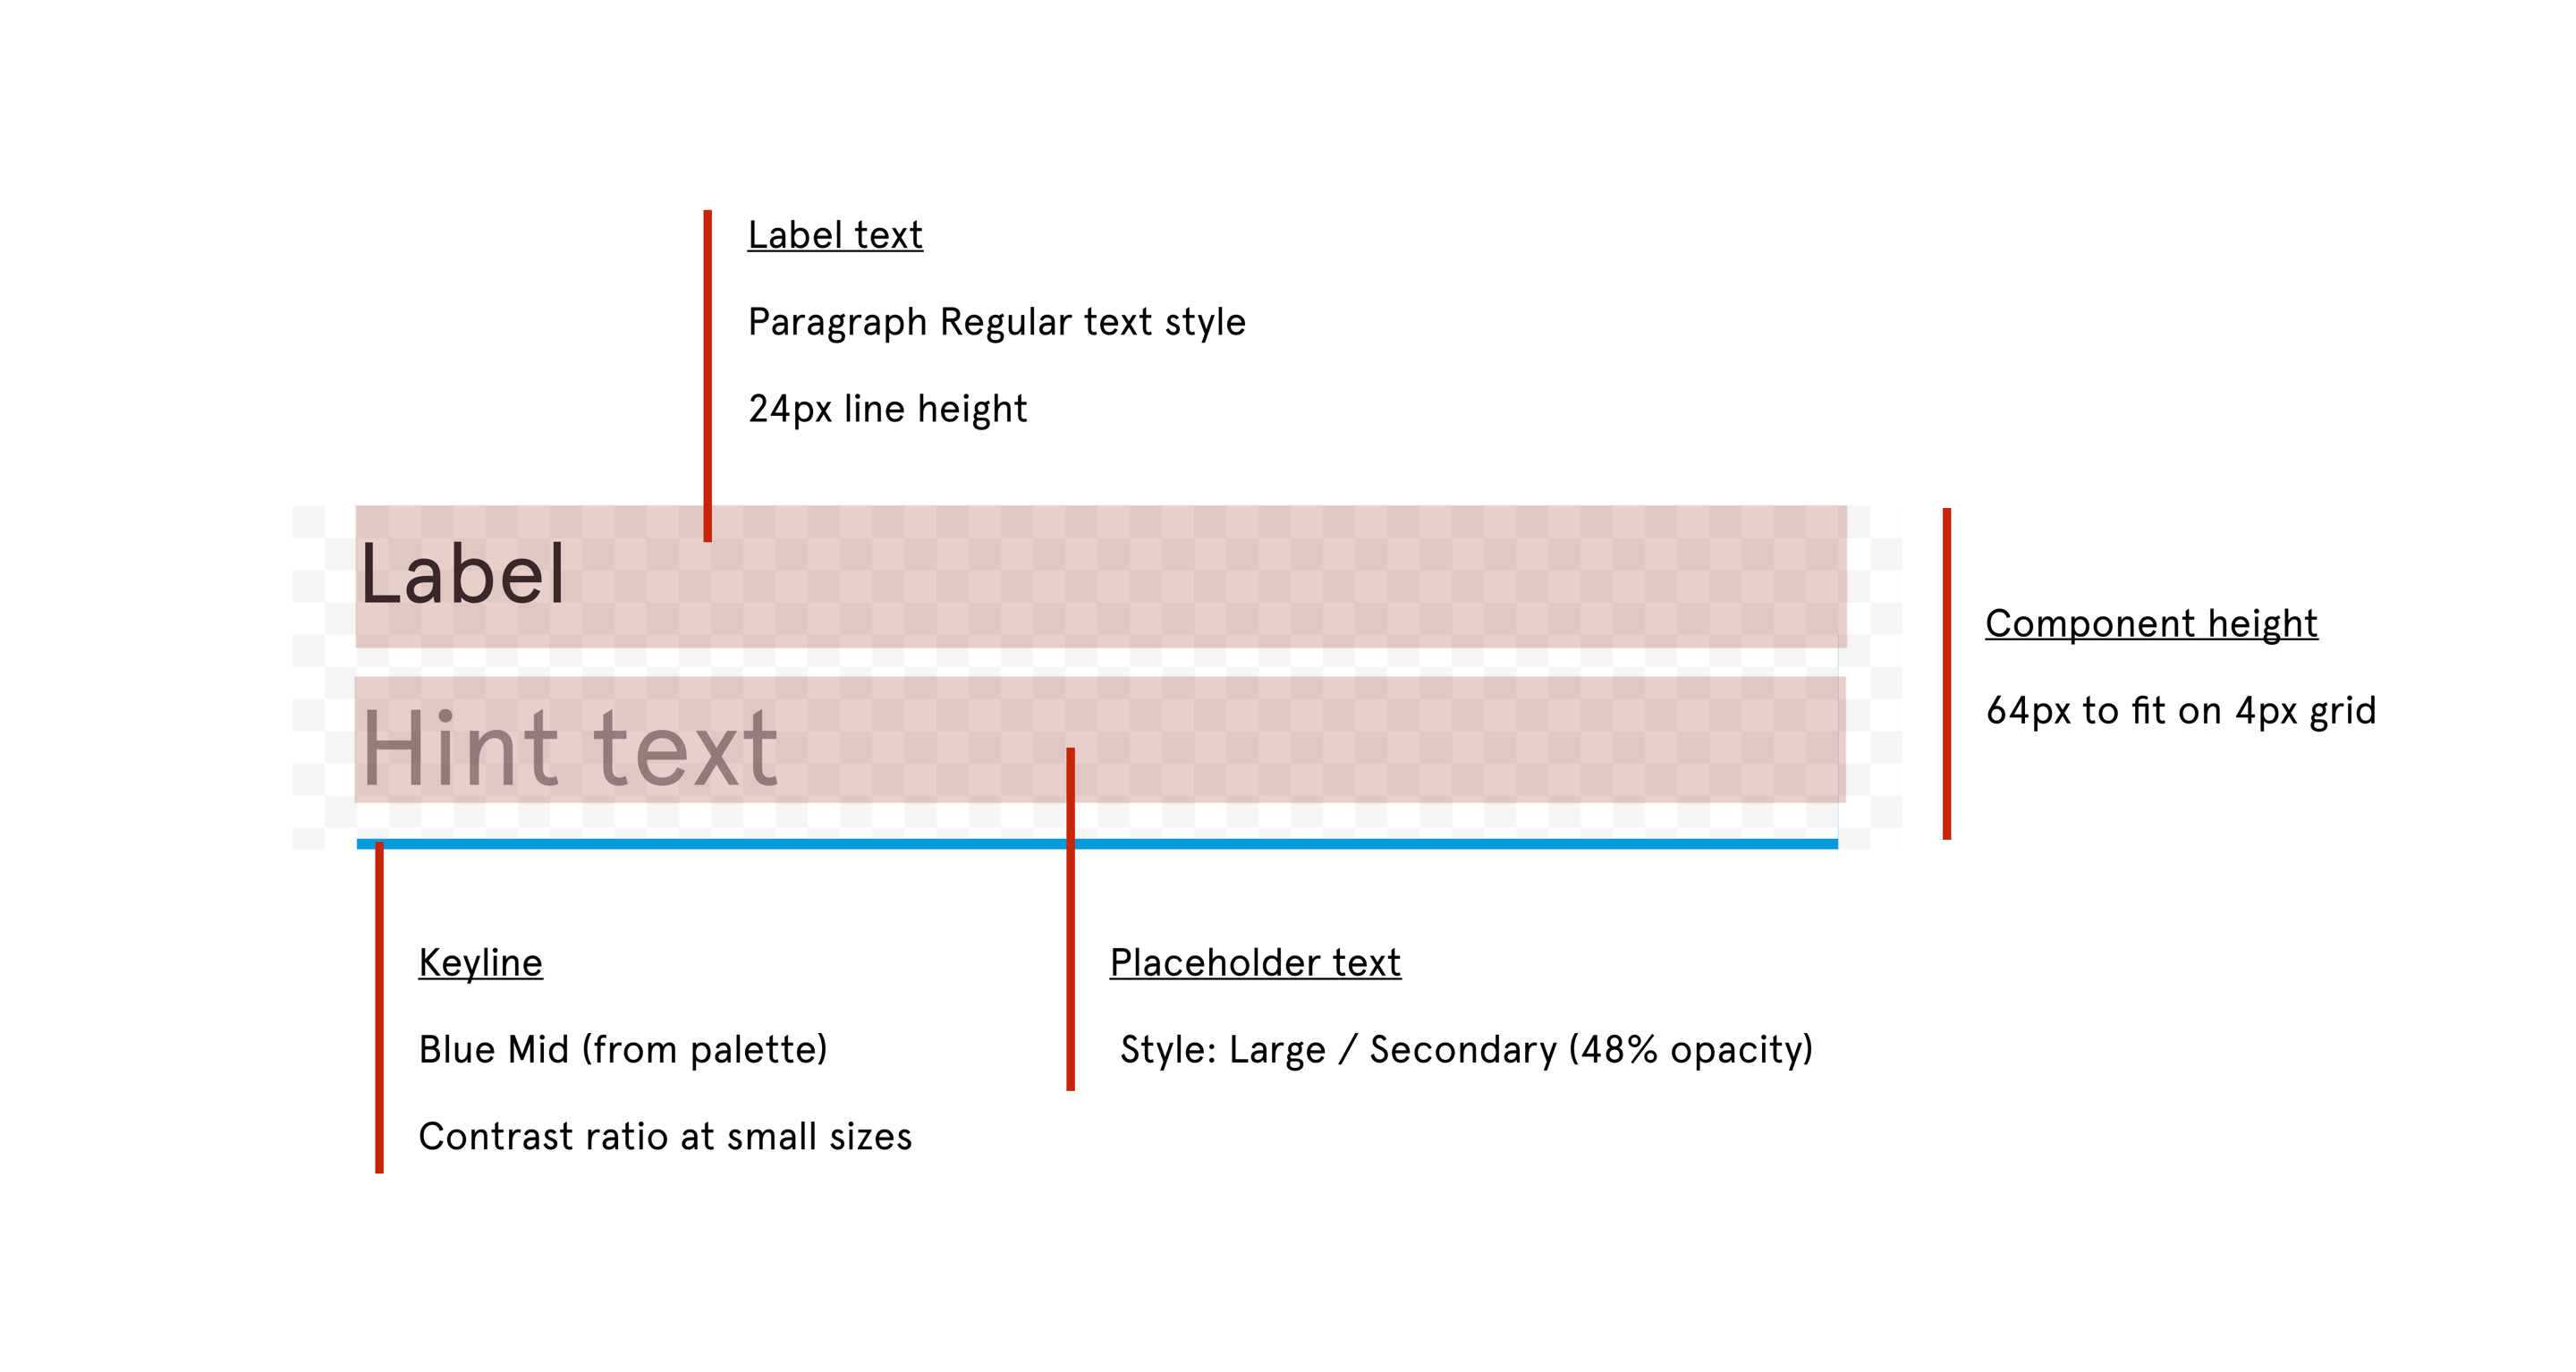 Label text
Paragraph Regular text style
24px line height
Label
Hint text
Component height
64px to fit on 4px grid
Keyline
Blue Mid (from palette)
Contrast ratio at small sizes
Placeholder text
Style: Large / Secondary (48% opacity)